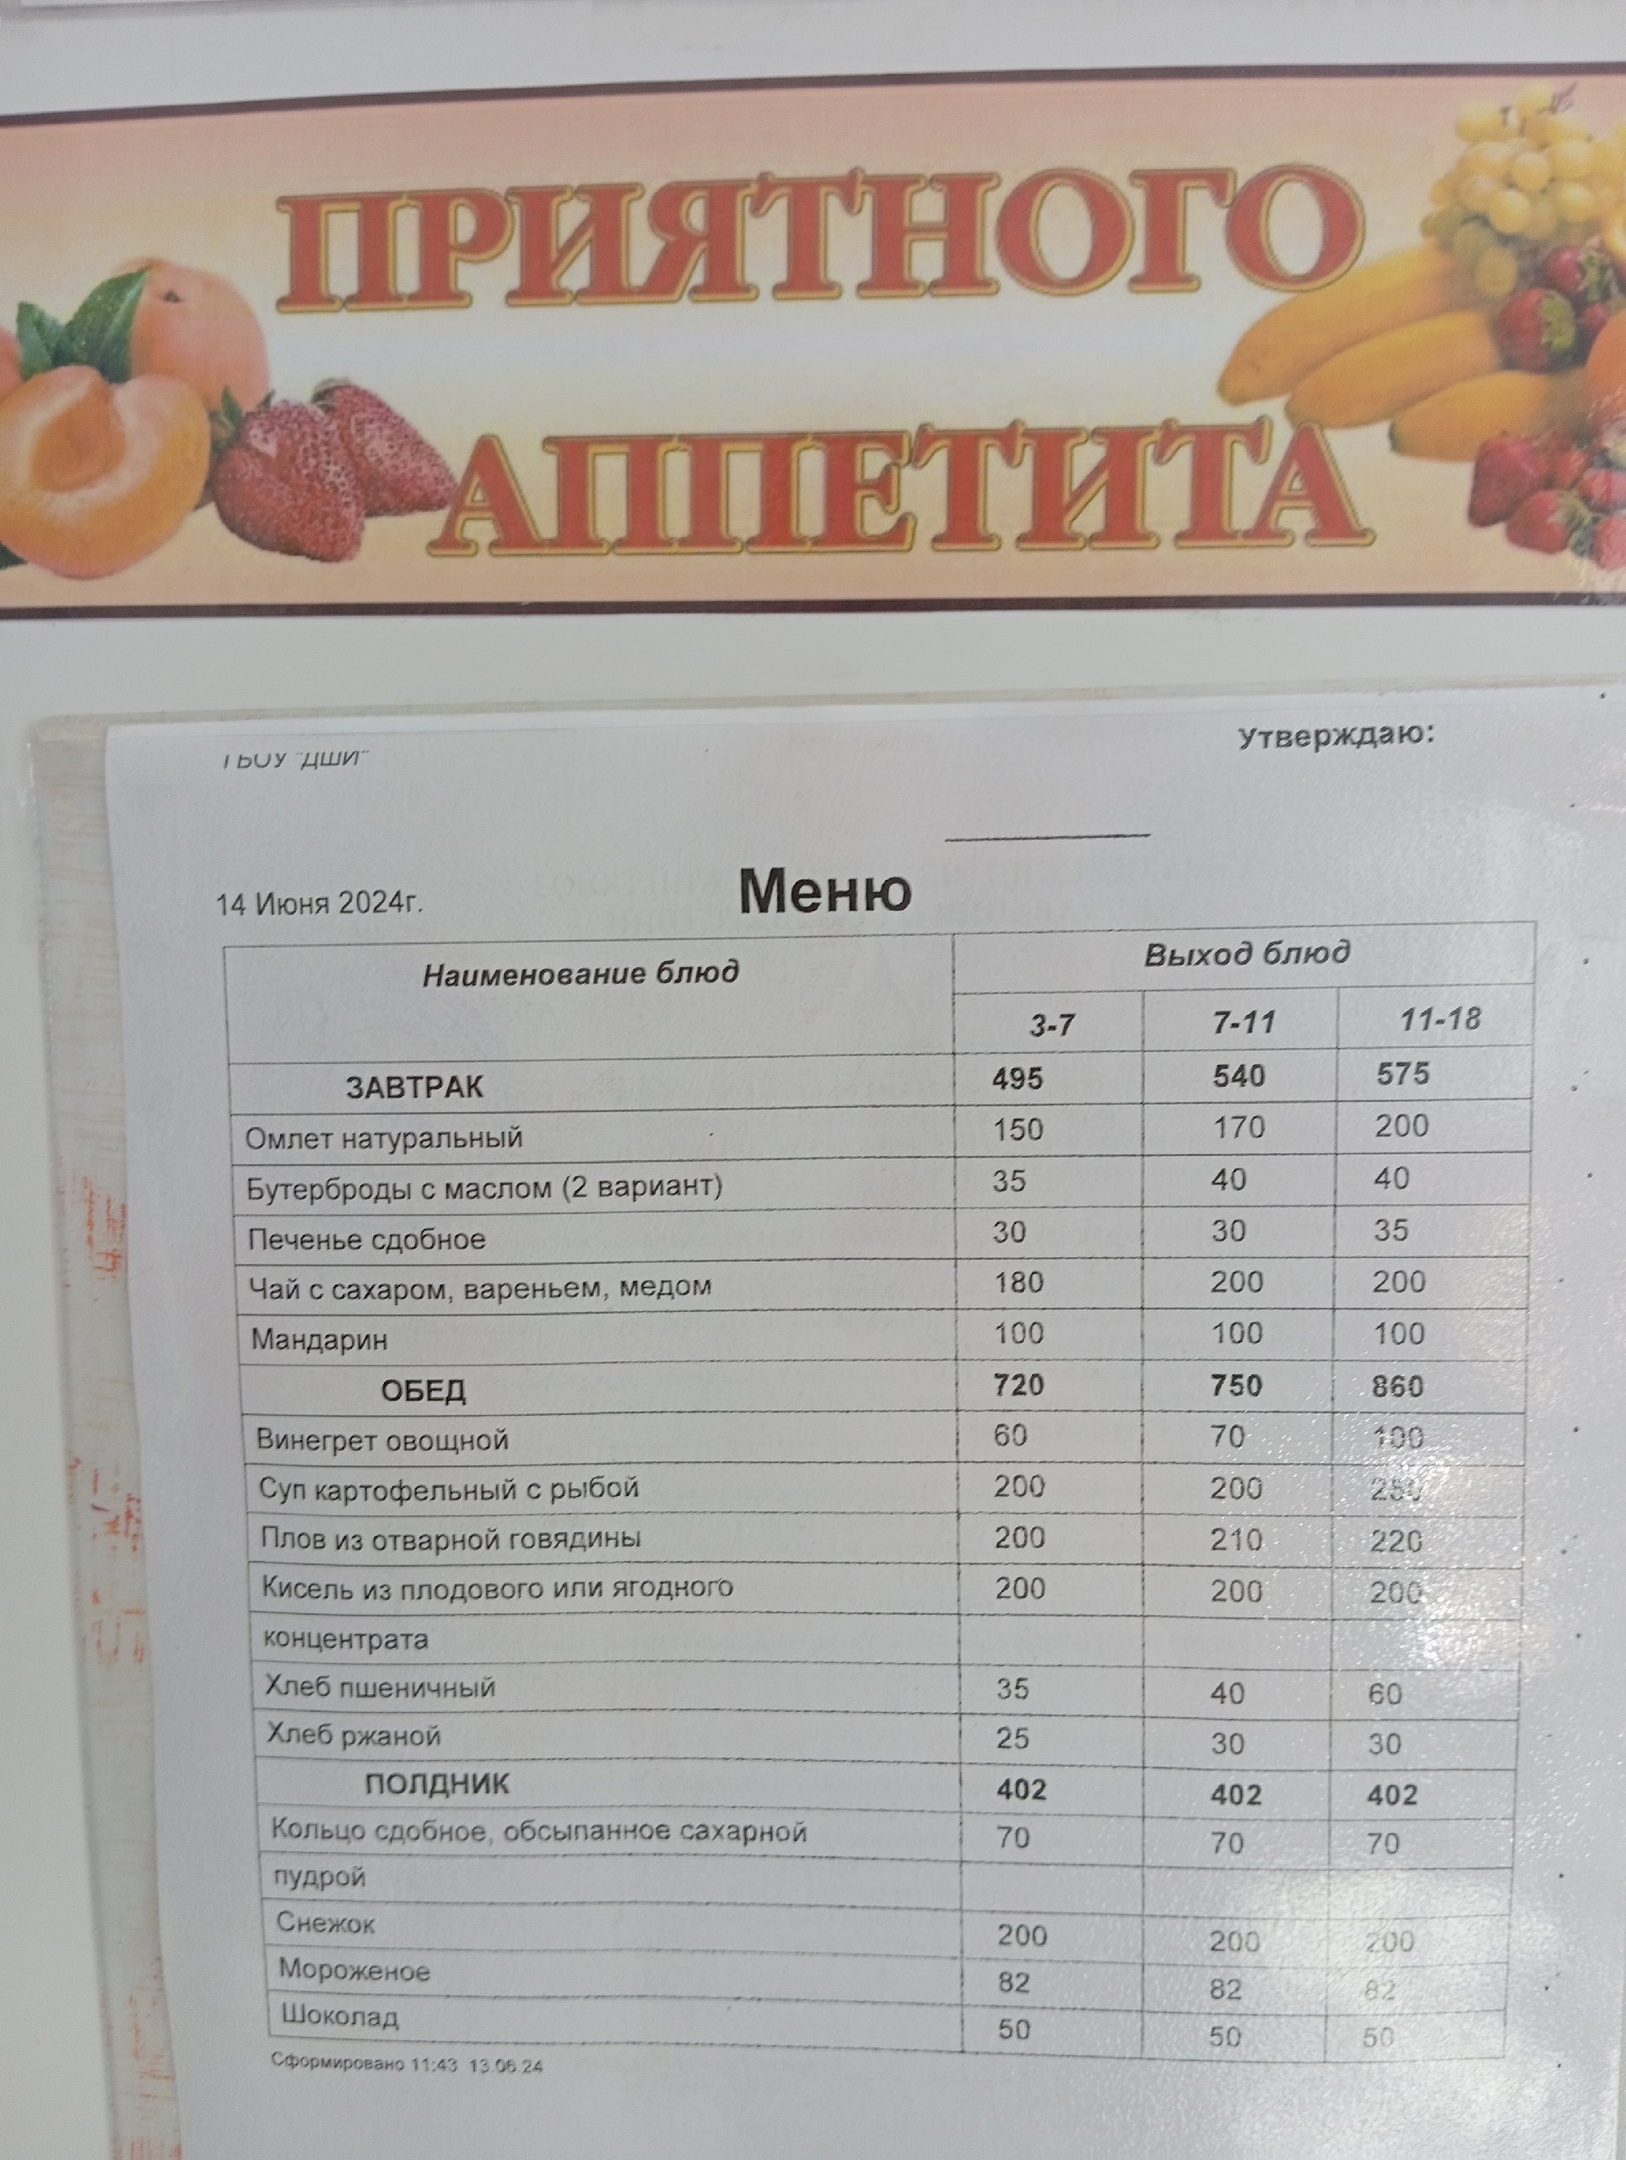 ПРИЯТНОГО
АППЕТИТА
ГБОУ "ДШИ"
Утверждаю:
14 Июня 2024г.
Меню
Наименование блюд
Выход блюд
3-7 7-11 11-18
ЗАВТРАК 495 540 575
Омлет натуральный 150 170 200
Бутерброды с маслом (2 вариант) 35 40 40
Печенье сдобное 30 30 35
Чай с сахаром, вареньем, медом 180 200 200
Мандарин 100 100 100
ОБЕД 720 750 860
Винегрет овощной 60 70 100
Суп картофельный с рыбой 200 200 250
Плов из отварной говядины 200 210 220
Кисель из плодового или ягодного 200 200 200
концентрата
Хлеб пшеничный 35 40 60
Хлеб ржаной 25 30 30
ПОЛДНИК 402 402 402
Кольцо сдобное, обсыпанное сахарной 70 70 70
пудрой
Снежок 200 200 200
Мороженое 82 82 82
Шоколад 50 50 50
Сформировано 11:43 13.06.24